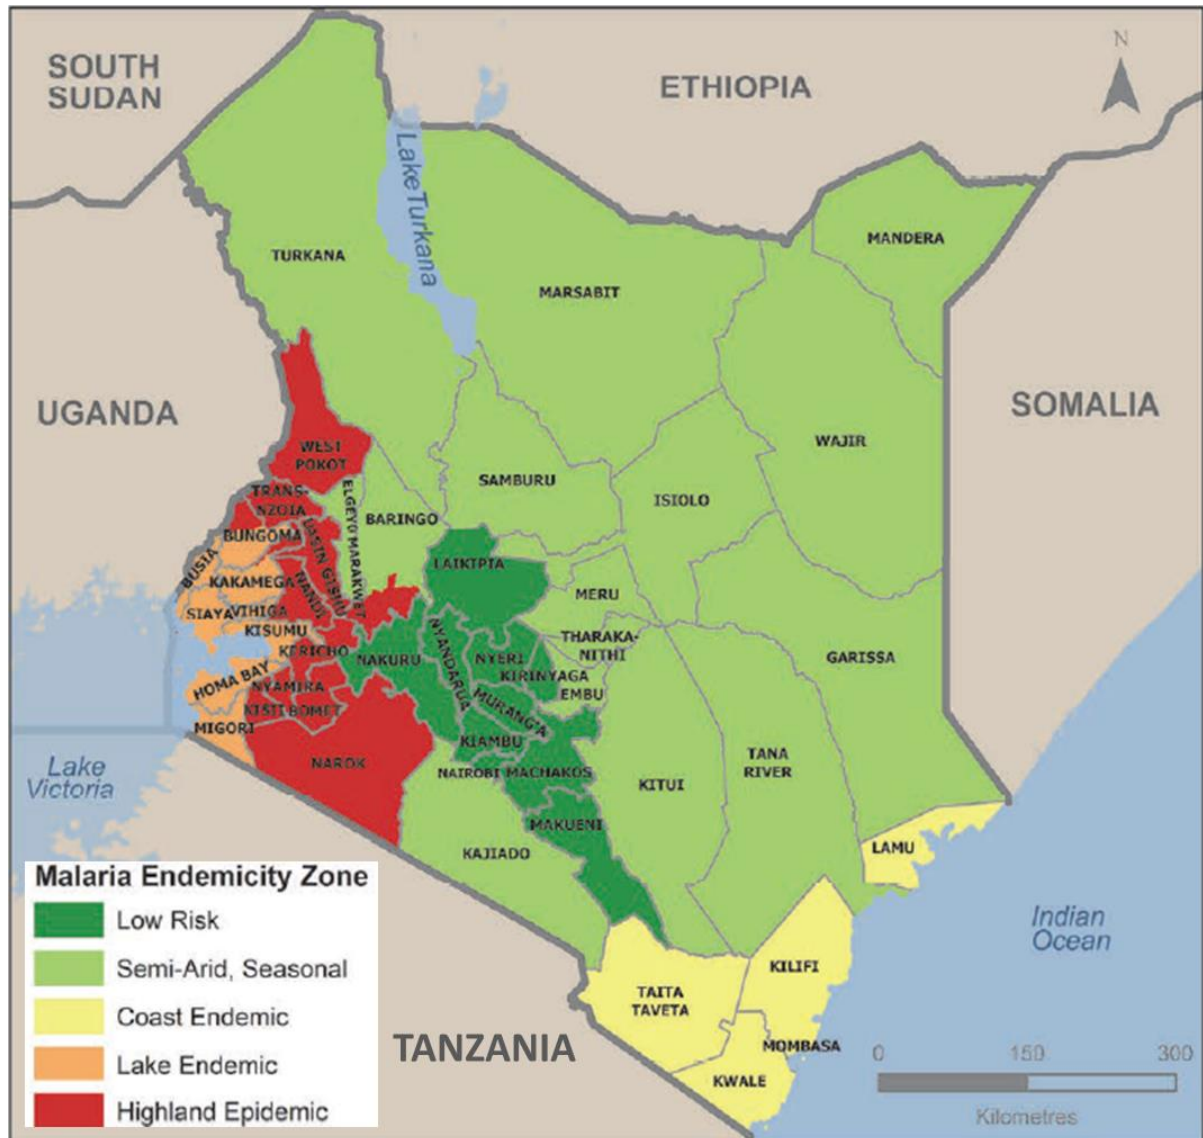 SOUTH
SUDAN
ETHIOPIA
N
Lake Turkana
TURKANA
MANDERA
MARSABIT
UGANDA
SOMALIA
WAJIR
WEST
POKOT
SAMBURU
ISIOLO
TRANS-
NZOIA
ELGEYO MARAKWET
BARINGO
BUNGOMA
UASIN GISHU
BUSIA
LAIKIPIA
KAKAMEGA
NANDI
MERU
SIAYA
VIHIGA
KISUMU
THARAKA-
NITHI
KERICHO
NAKURU
NYANDARUA
NYERI
KIRINYAGA
GARISSA
HOMA BAY
NYAMIRA
EMBU
KISII
BOMET
MURANG'A
MIGORI
KIAMBU
NAROK
NAIROBI
MACHAKOS
KITUI
TANA
RIVER
Lake
Victoria
MAKUENI
KAJIADO
LAMU
Malaria Endemicity Zone
Low Risk
Semi-Arid, Seasonal
Coast Endemic
Lake Endemic
Highland Epidemic
Indian
Ocean
KILIFI
TAITA
TAVETA
TANZANIA
MOMBASA
KWALE
0
150
300
Kilometres